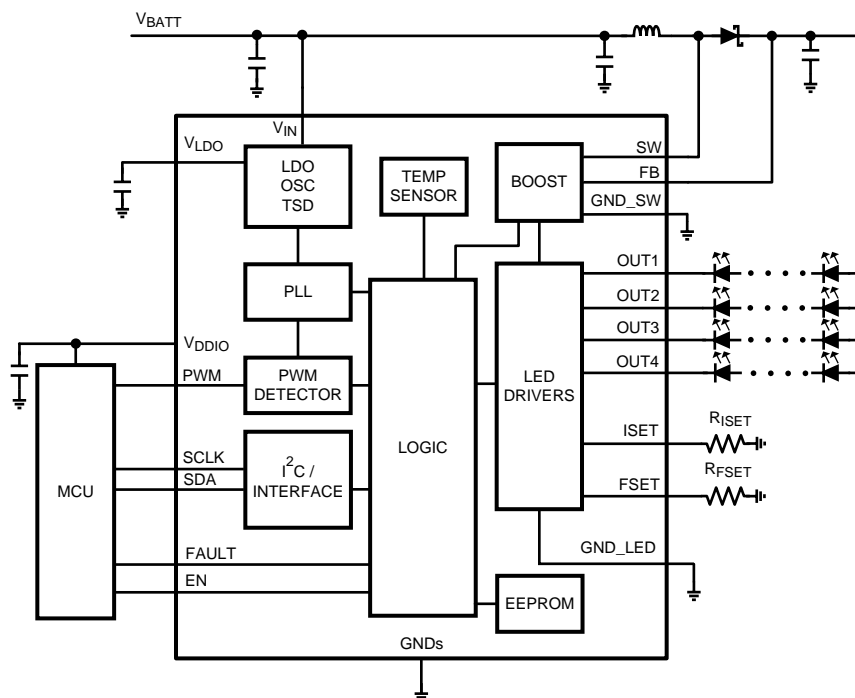 VBATT
VIN
VLDO
LDO
OSC
TSD
TEMP
SENSOR
BOOST
SW
FB
GND_SW
PLL
OUT1
OUT2
OUT3
OUT4
VDDIO
PWM
PWM
DETECTOR
LED
DRIVERS
LOGIC
ISET
RISET
MCU
SCLK
SDA
I2C /
INTERFACE
FSET
RFSET
FAULT
EN
GND_LED
EEPROM
GNDs